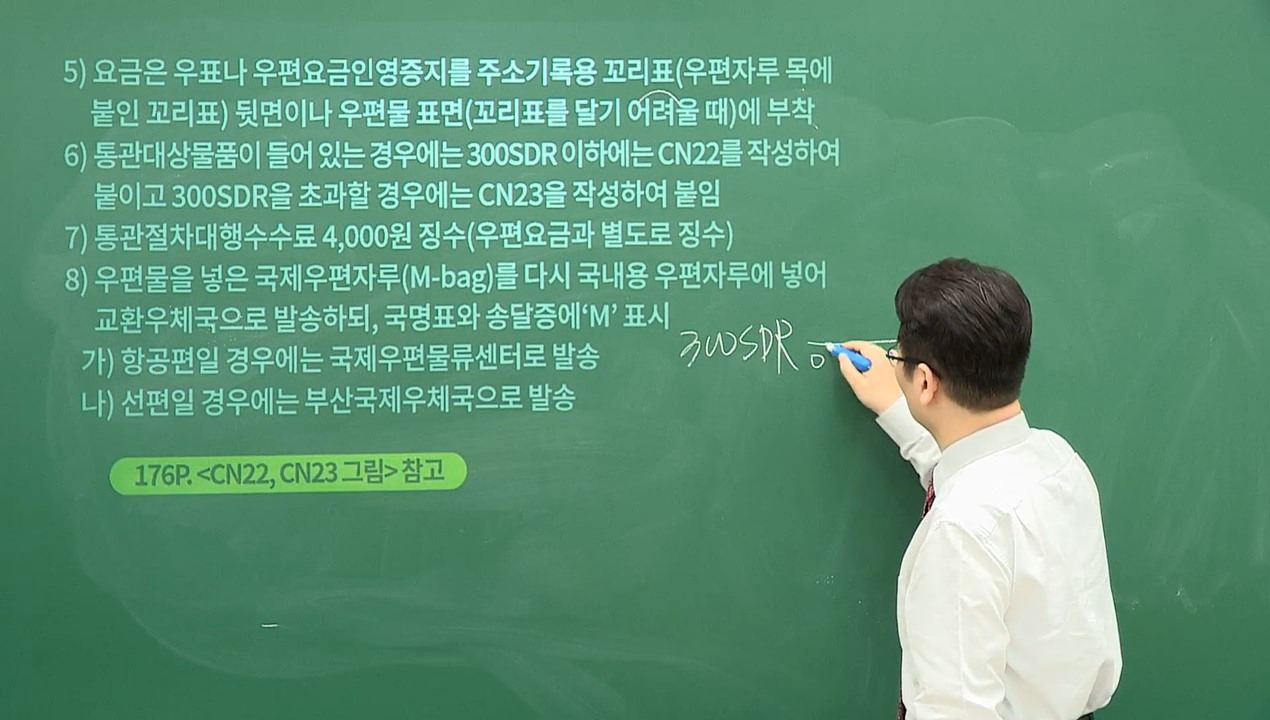 5) 요금은 우표나 우편요금인영증지를 주소기록용 꼬리표(우편자루 목에
붙인 꼬리표) 뒷면이나 우편물 표면(꼬리표를 달기 어려울 때)에 부착
6) 통관대상물품이 들어 있는 경우에는 300SDR 이하에는 CN22를 작성하여
붙이고 300SDR을 초과할 경우에는 CN23을 작성하여 붙임
7) 통관절차대행수수료 4,000원 징수(우편요금과 별도로 징수)
8) 우편물을 넣은 국제우편자루(M-bag)를 다시 국내용 우편자루에 넣어
교환우체국으로 발송하되, 국명표와 송달증에 ‘M’ 표시
300SDR
가) 항공편일 경우에는 국제우편물류센터로 발송
나) 선편일 경우에는 부산국제우체국으로 발송
176P. <CN22, CN23 그림> 참고